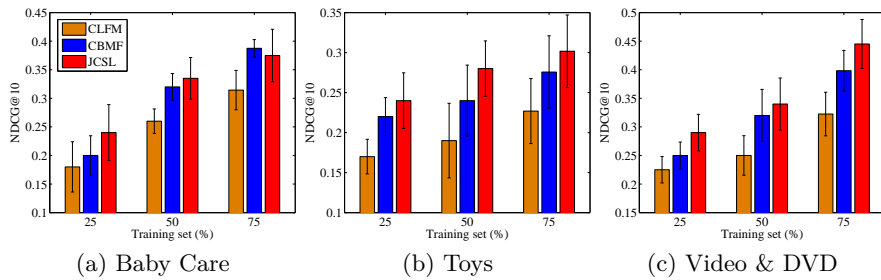 0.45
0.4
0.35
0.3
0.25
0.2
0.15
0.1
NDCG@10
CLFM
CBMF
JCSL
25
50
75
Training set (%)
(a) Baby Care
0.35
0.3
0.25
0.2
0.15
0.1
NDCG@10
25
50
75
Training set (%)
(b) Toys
0.5
0.45
0.4
0.35
0.3
0.25
0.2
0.15
NDCG@10
25
50
75
Training set (%)
(c) Video & DVD